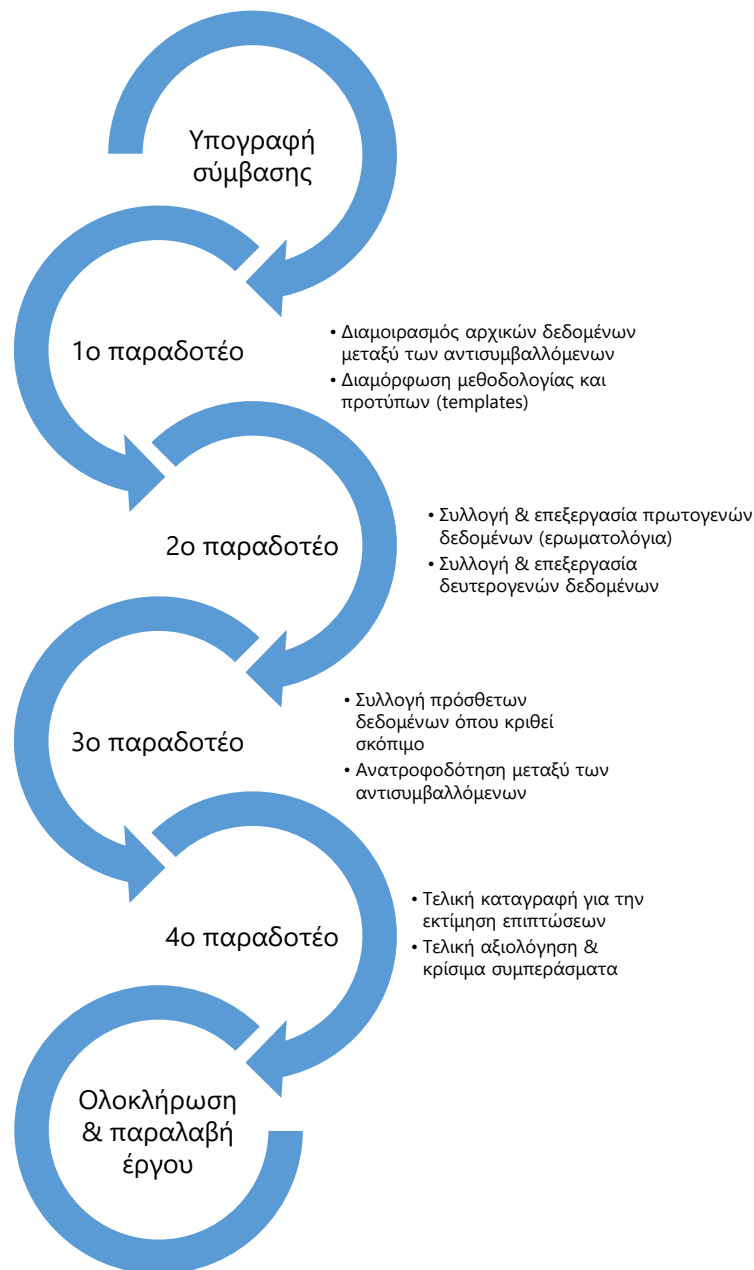 Υπογραφή
σύμβασης
1ο παραδοτέο
• Διαμοιρασμός αρχικών δεδομένων
μεταξύ των αντισυμβαλλόμενων
• Διαμόρφωση μεθοδολογίας και
προτύπων (templates)
2ο παραδοτέο
• Συλλογή & επεξεργασία πρωτογενών
δεδομένων (ερωματολόγια)
• Συλλογή & επεξεργασία
δευτερογενών δεδομένων
3ο παραδοτέο
• Συλλογή πρόσθετων
δεδομένων όπου κριθεί
σκόπιμο
• Ανατροφοδότηση μεταξύ των
αντισυμβαλλόμενων
4ο παραδοτέο
• Τελική καταγραφή για την
εκτίμηση επιπτώσεων
• Τελική αξιολόγηση &
κρίσιμα συμπεράσματα
Ολοκλήρωση
& παραλαβή
έργου